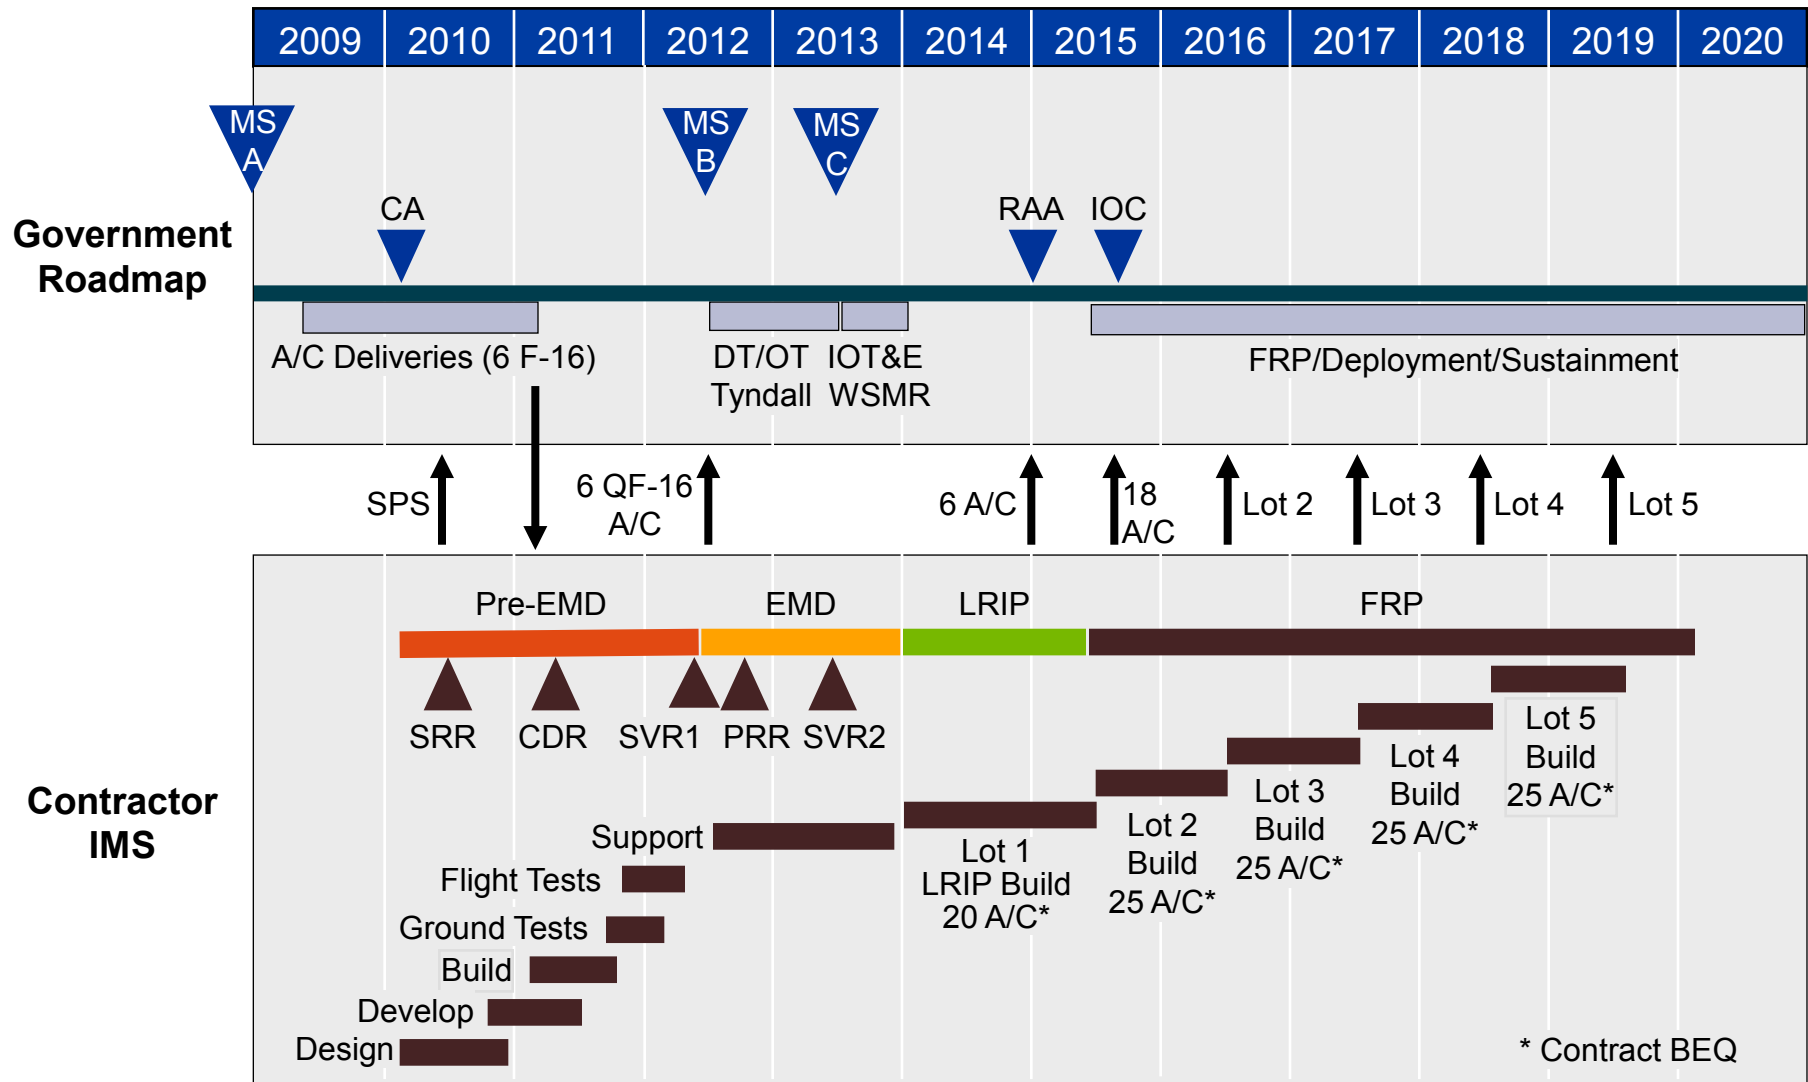 2009 2010 2011 2012 2013 2014 2015 2016 2017 2018 2019 2020
MS
A
MS
B
MS
C
CA
RAA
IOC
Government
Roadmap
A/C Deliveries (6 F-16)
DT/OT
Tyndall
IOT&E
WSMR
FRP/Deployment/Sustainment
SPS
6 QF-16
A/C
6 A/C
18
A/C
Lot 2
Lot 3
Lot 4
Lot 5
Pre-EMD
EMD
LRIP
FRP
SRR
CDR
SVR1
PRR
SVR2
Contractor
IMS
Support
Flight Tests
Ground Tests
Build
Develop
Design
Lot 1
LRIP Build
20 A/C*
Lot 2
Build
25 A/C*
Lot 3
Build
25 A/C*
Lot 4
Build
25 A/C*
Lot 5
Build
25 A/C*
* Contract BEQ